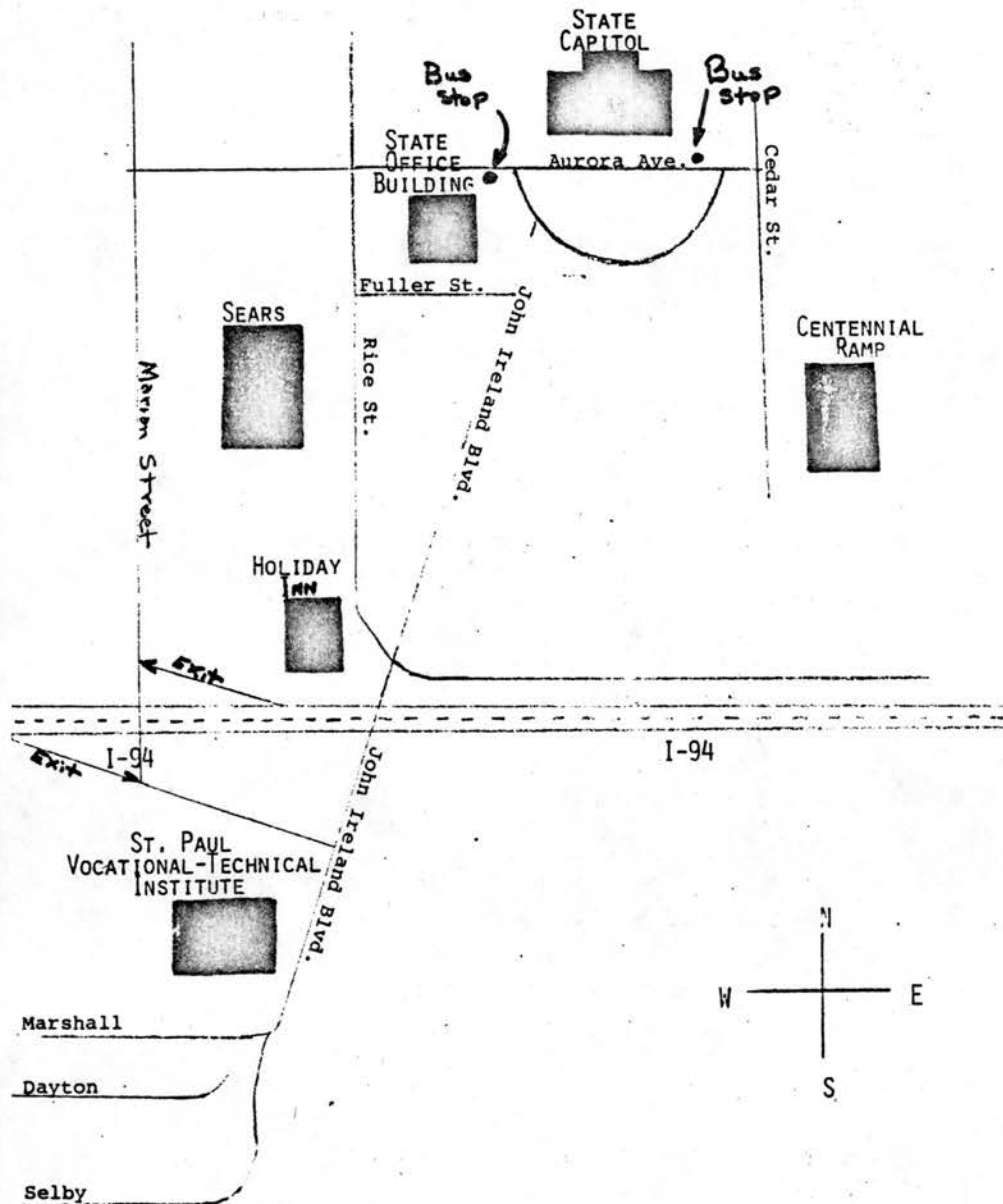 STATE
CAPITOL
Bus
stop
Bus
stop
STATE
OFFICE
BUILDING
Aurora Ave.
Cedar St.
Fuller St.
SEARS
Rice St.
John Ireland Blvd.
CENTENNIAL
RAMP
Marion Street
HOLIDAY
INN
Exit
I-94
I-94
Exit
John Ireland Blvd.
ST. PAUL
VOCATIONAL-TECHNICAL
INSTITUTE
N
W
E
S
Marshall
Dayton
Selby